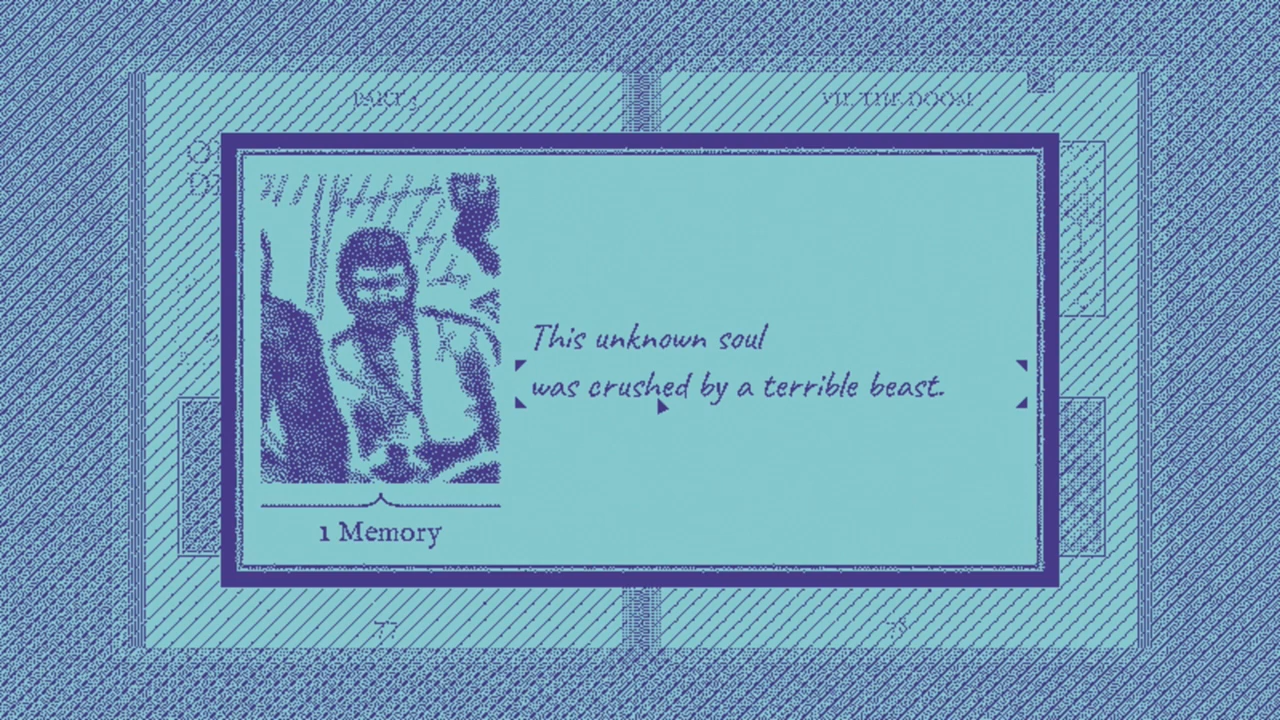 PART 3
VII. THE DOOM
This unknown soul
was crushed by a terrible beast.
1 Memory
77
78